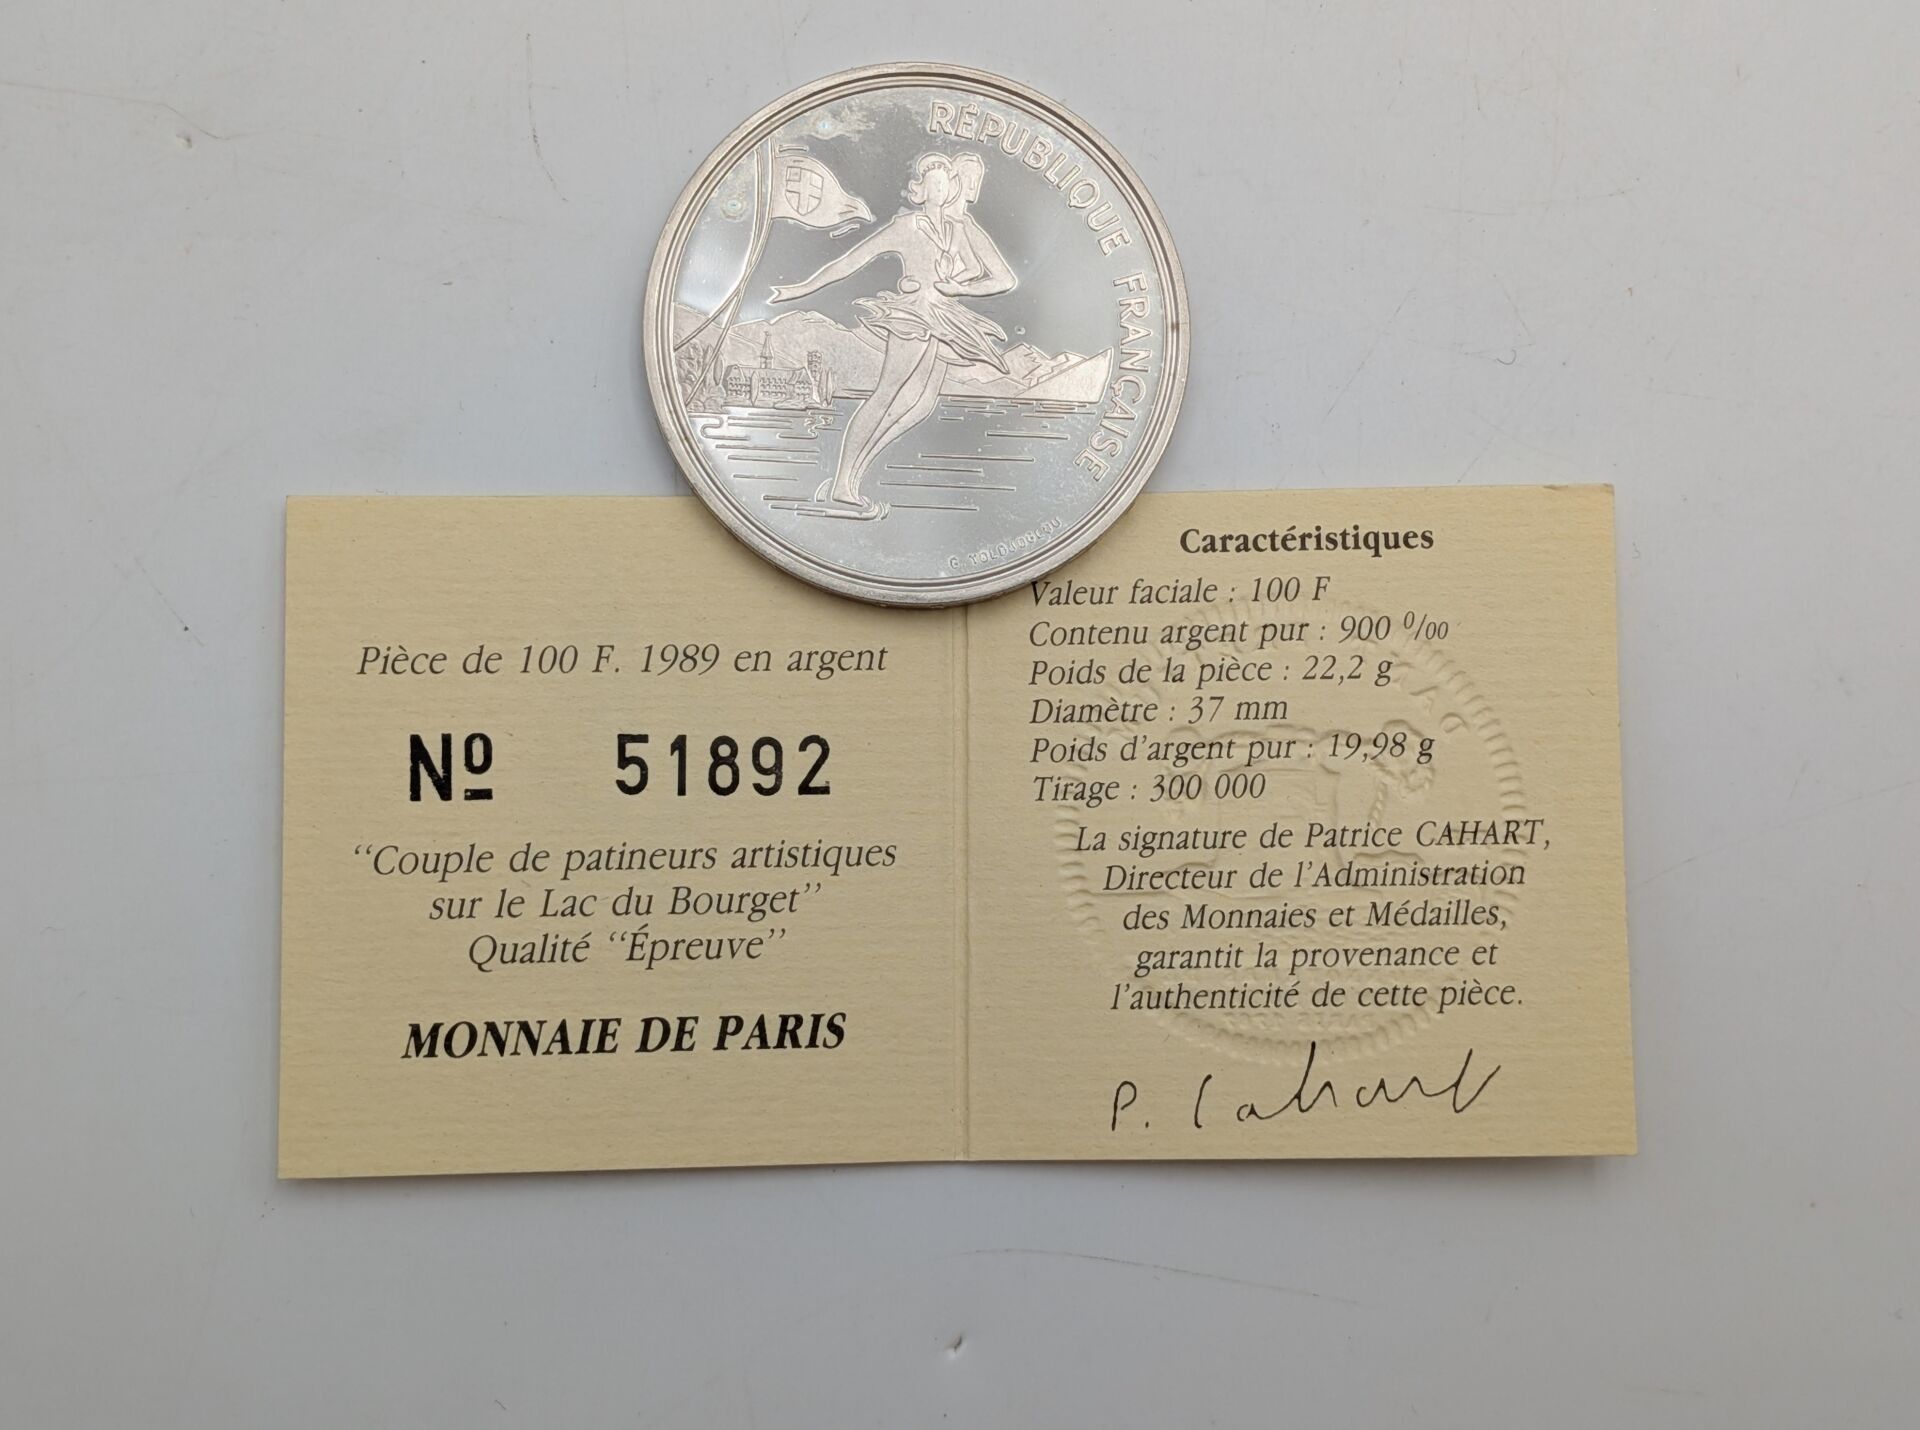 RÉPUBLIQUE FRANÇAISE
Pièce de 100 F. 1989 en argent
Nº 51892
“Couple de patineurs artistiques
sur le Lac du Bourget”
Qualité “Épreuve”
MONNAIE DE PARIS
Caractéristiques
Valeur faciale : 100 F
Contenu argent pur : 900 ⁰/₀₀
Poids de la pièce : 22,2 g
Diamètre : 37 mm
Poids d’argent pur : 19,98 g
Tirage : 300 000
La signature de Patrice CAHART,
Directeur de l’Administration
des Monnaies et Médailles,
garantit la provenance et
l’authenticité de cette pièce.
P. Cahart